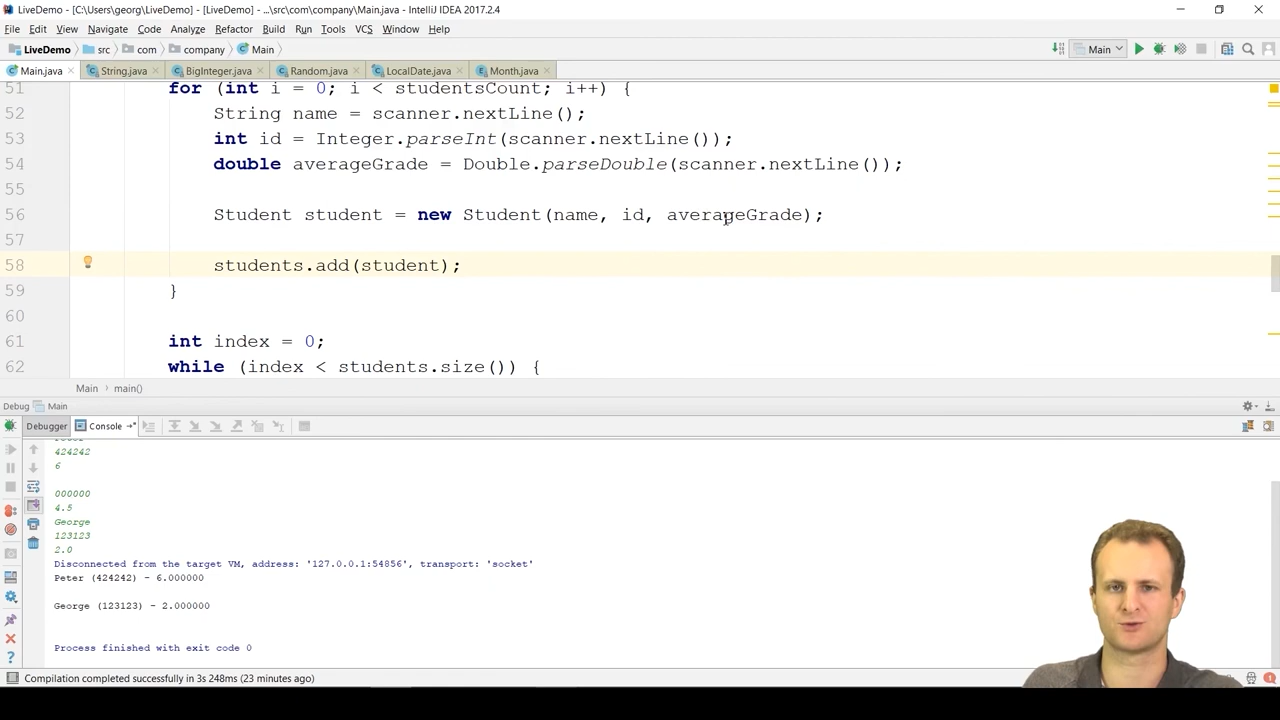 LiveDemo - [C:\Users\georg\LiveDemo] - [LiveDemo] - ...\src\com\company\Main.java - IntelliJ IDEA 2017.2.4
File Edit View Navigate Code Analyze Refactor Build Run Tools VCS Window Help
LiveDemo src com company Main Main
Main.java String.java BigInteger.java Random.java LocalDate.java Month.java
51 for (int i = 0; i < studentsCount; i++) {
52 String name = scanner.nextLine();
53 int id = Integer.parseInt(scanner.nextLine());
54 double averageGrade = Double.parseDouble(scanner.nextLine());
55
56 Student student = new Student(name, id, averageGrade);
57
58 students.add(student);
59 }
60
61 int index = 0;
62 while (index < students.size()) {
Main › main()
Debug Main
Debugger Console
424242
6
000000
4.5
George
123123
2.0
Disconnected from the target VM, address: '127.0.0.1:54856', transport: 'socket'
Peter (424242) - 6.000000
George (123123) - 2.000000
Process finished with exit code 0
Compilation completed successfully in 3s 248ms (23 minutes ago)